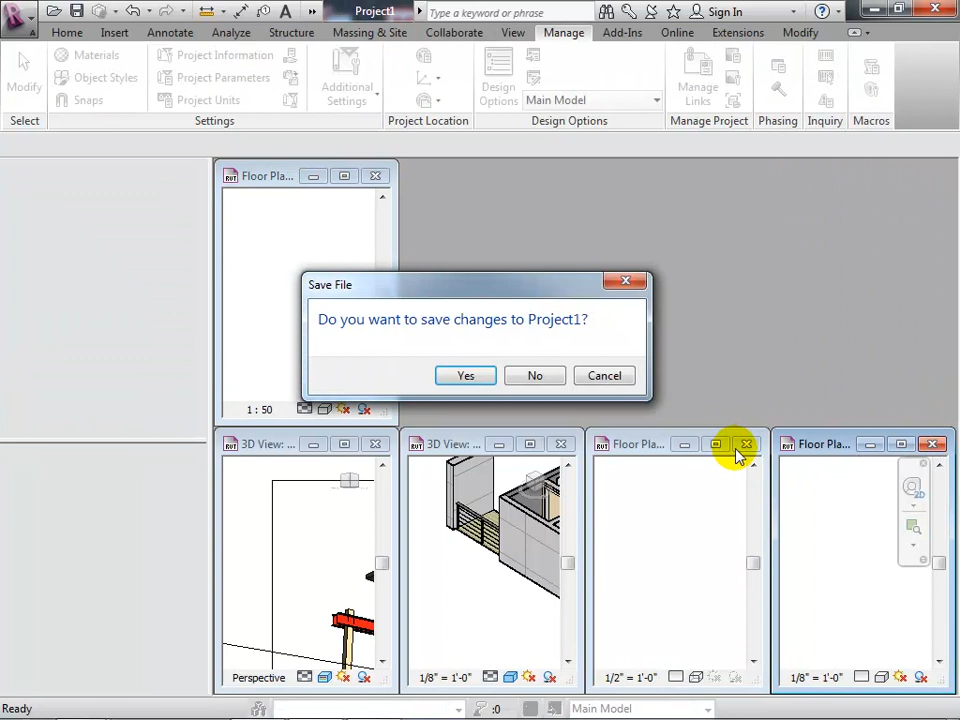 Project1
Type a keyword or phrase
Sign In
Home Insert Annotate Analyze Structure Massing & Site Collaborate View Manage Add-Ins Online Extensions Modify
Modify
Materials
Object Styles
Snaps
Project Information
Project Parameters
Project Units
Additional
Settings
Design
Options
Main Model
Manage
Links
Select Settings Project Location Design Options Manage Project Phasing Inquiry Macros
Floor Pla...
1 : 50
Save File
Do you want to save changes to Project1?
Yes No Cancel
3D View: ... 3D View: ... Floor Pla... Floor Pla...
2D
Perspective 1/8" = 1'-0" 1/2" = 1'-0" 1/8" = 1'-0"
Ready :0 Main Model